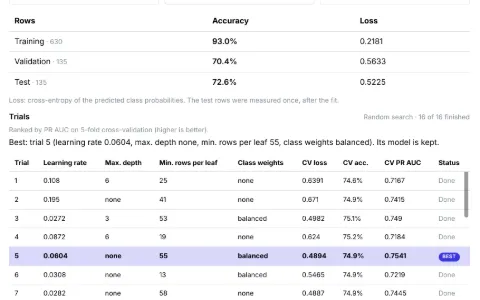 Rows Accuracy Loss
Training · 630 93.0% 0.2181
Validation · 135 70.4% 0.5633
Test · 135 72.6% 0.5225
Loss: cross-entropy of the predicted class probabilities. The test rows were measured once, after the fit.
Trials Random search · 16 of 16 finished
Ranked by PR AUC on 5-fold cross-validation (higher is better).
Best: trial 5 (learning rate 0.0604, max. depth none, min. rows per leaf 55, class weights balanced). Its model is kept.
Trial Learning rate Max. depth Min. rows per leaf Class weights CV loss CV acc. CV PR AUC Status
1 0.108 6 25 none 0.6391 74.6% 0.7167 Done
2 0.195 none 41 none 0.671 74.9% 0.7415 Done
3 0.0272 3 53 balanced 0.4982 75.1% 0.749 Done
4 0.0872 6 19 none 0.624 75.2% 0.7184 Done
5 0.0604 none 55 balanced 0.4894 74.9% 0.7541 BEST
6 0.0308 none 13 balanced 0.5465 74.9% 0.7219 Done
7 0.0282 none 58 none 0.4887 74.9% 0.7445 Done